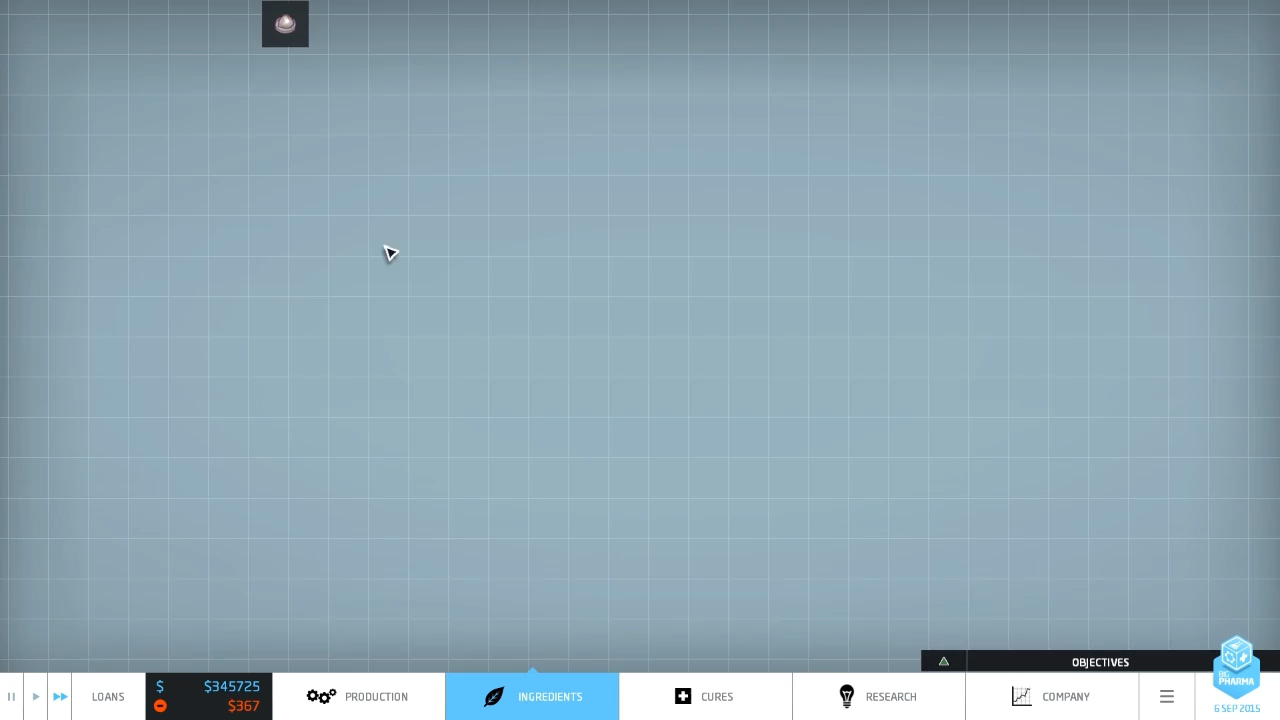 OBJECTIVES
LOANS
$ $345725
$367
PRODUCTION
INGREDIENTS
CURES
RESEARCH
COMPANY
BIG
PHARMA
6 SEP 2015